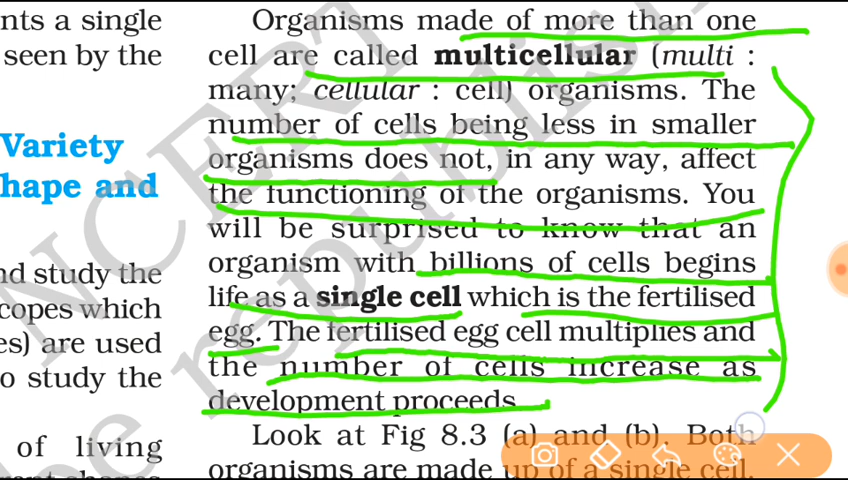 nts a single
seen by the
Variety
hape and
nd study the
copes which
es) are used
o study the
of living
Organisms made of more than one
cell are called multicellular (multi :
many; cellular : cell) organisms. The
number of cells being less in smaller
organisms does not, in any way, affect
the functioning of the organisms. You
will be surprised to know that an
organism with billions of cells begins
life as a single cell which is the fertilised
egg. The fertilised egg cell multiplies and
the number of cells increase as
development proceeds.
Look at Fig 8.3 (a) and (b). Both
organisms are made up of a single cell.
NCERT
be republish